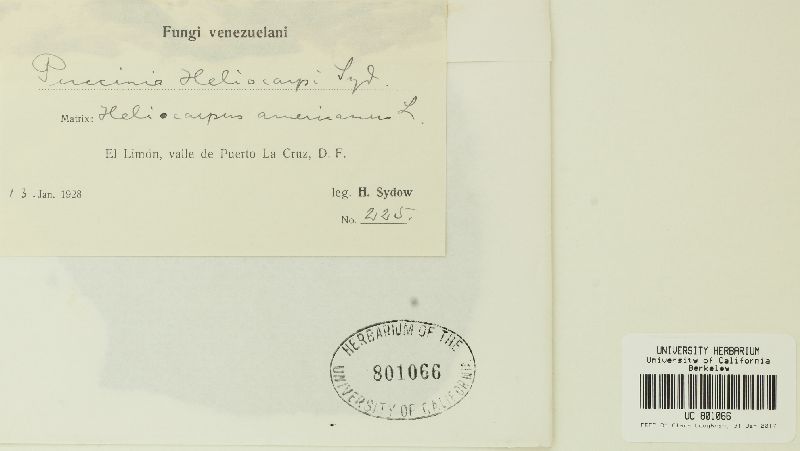 Fungi venezuelani
Puccinia Heliocarpi Syd.
Matrix: Heliocarpus americanus L.
El Limón, valle de Puerto La Cruz, D. F.
13. Jan. 1928
leg. H. Sydow
No. 225.
HERBARIUM OF THE
801066
UNIVERSITY OF CALIFORNIA
UNIVERSITY HERBARIUM
University of California
Berkeley
UC 801066